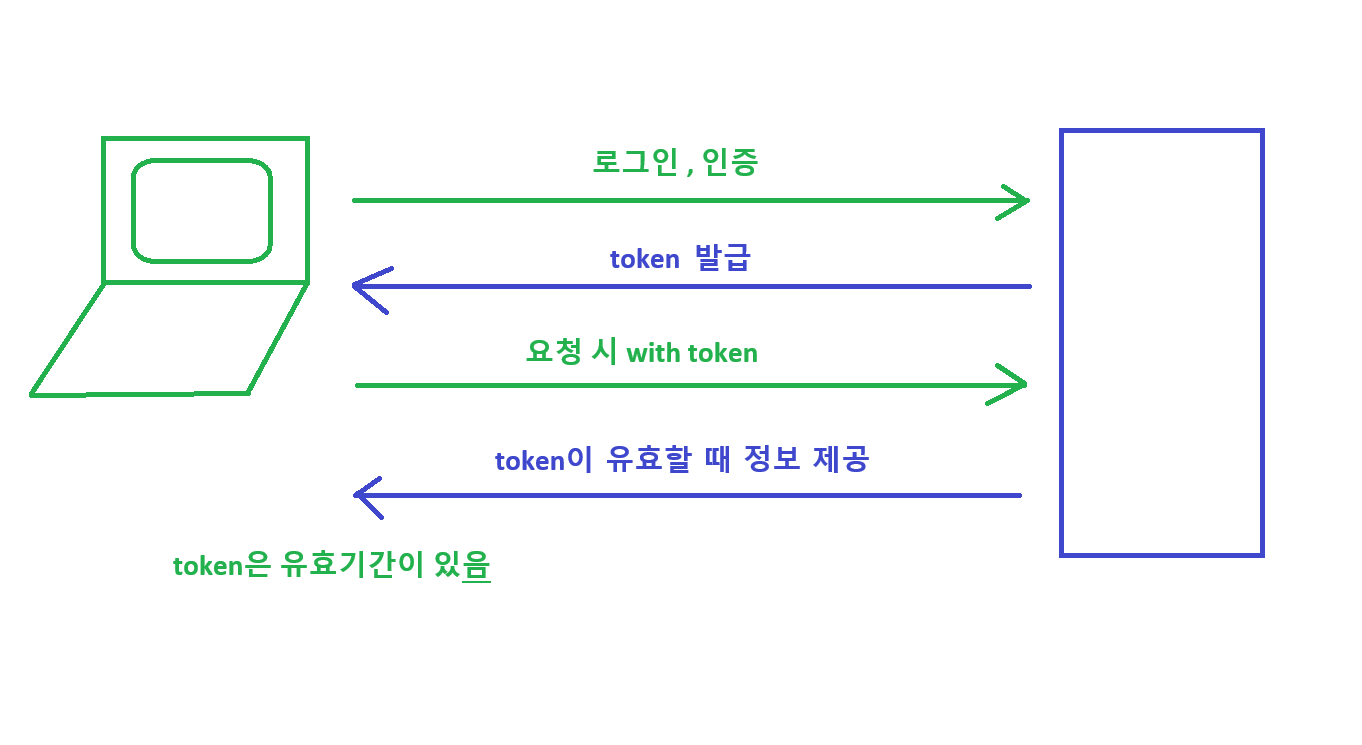 로그인 , 인증
token 발급
요청 시 with token
token이 유효할 때 정보 제공
token은 유효기간이 있음